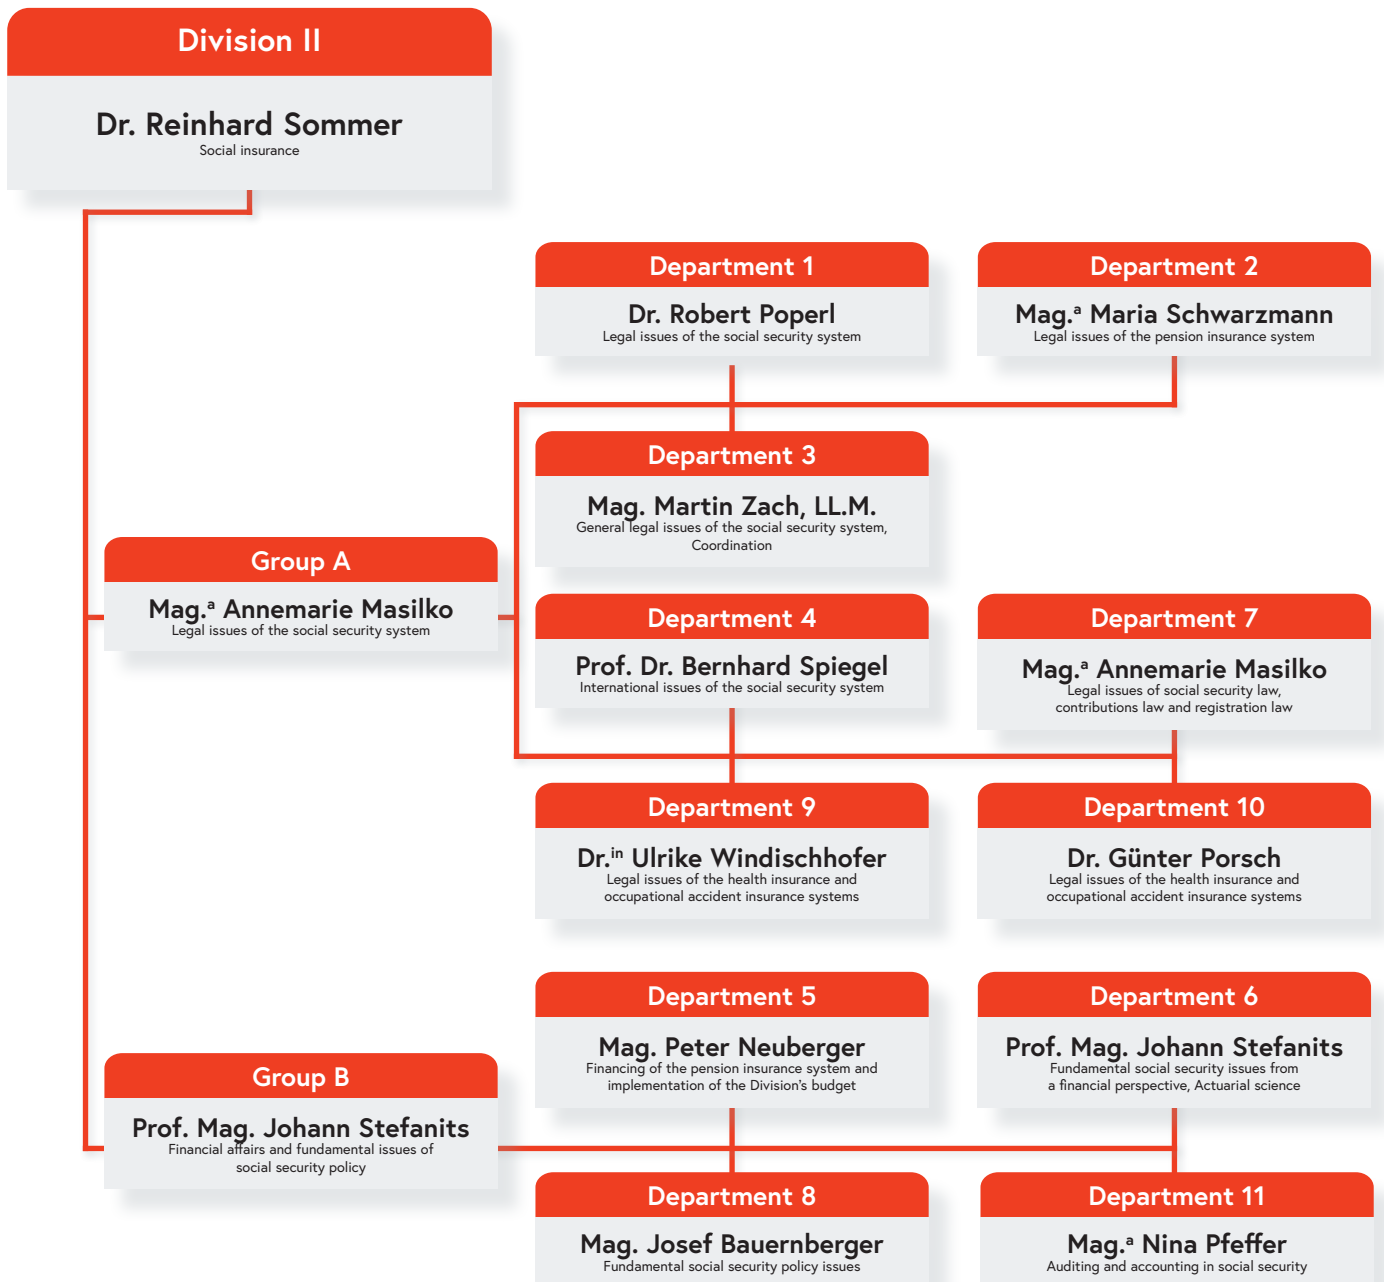 Division II
Dr. Reinhard Sommer
Social insurance
Department 1
Dr. Robert Poperl
Legal issues of the social security system
Department 2
Mag.ᵃ Maria Schwarzmann
Legal issues of the pension insurance system
Department 3
Mag. Martin Zach, LL.M.
General legal issues of the social security system,
Coordination
Group A
Mag.ᵃ Annemarie Masilko
Legal issues of the social security system
Department 4
Prof. Dr. Bernhard Spiegel
International issues of the social security system
Department 7
Mag.ᵃ Annemarie Masilko
Legal issues of social security law,
contributions law and registration law
Department 9
Dr.ⁱⁿ Ulrike Windischhofer
Legal issues of the health insurance and
occupational accident insurance systems
Department 10
Dr. Günter Porsch
Legal issues of the health insurance and
occupational accident insurance systems
Department 5
Mag. Peter Neuberger
Financing of the pension insurance system and
implementation of the Division's budget
Department 6
Prof. Mag. Johann Stefanits
Fundamental social security issues from
a financial perspective, Actuarial science
Group B
Prof. Mag. Johann Stefanits
Financial affairs and fundamental issues of
social security policy
Department 8
Mag. Josef Bauernberger
Fundamental social security policy issues
Department 11
Mag.ᵃ Nina Pfeffer
Auditing and accounting in social security